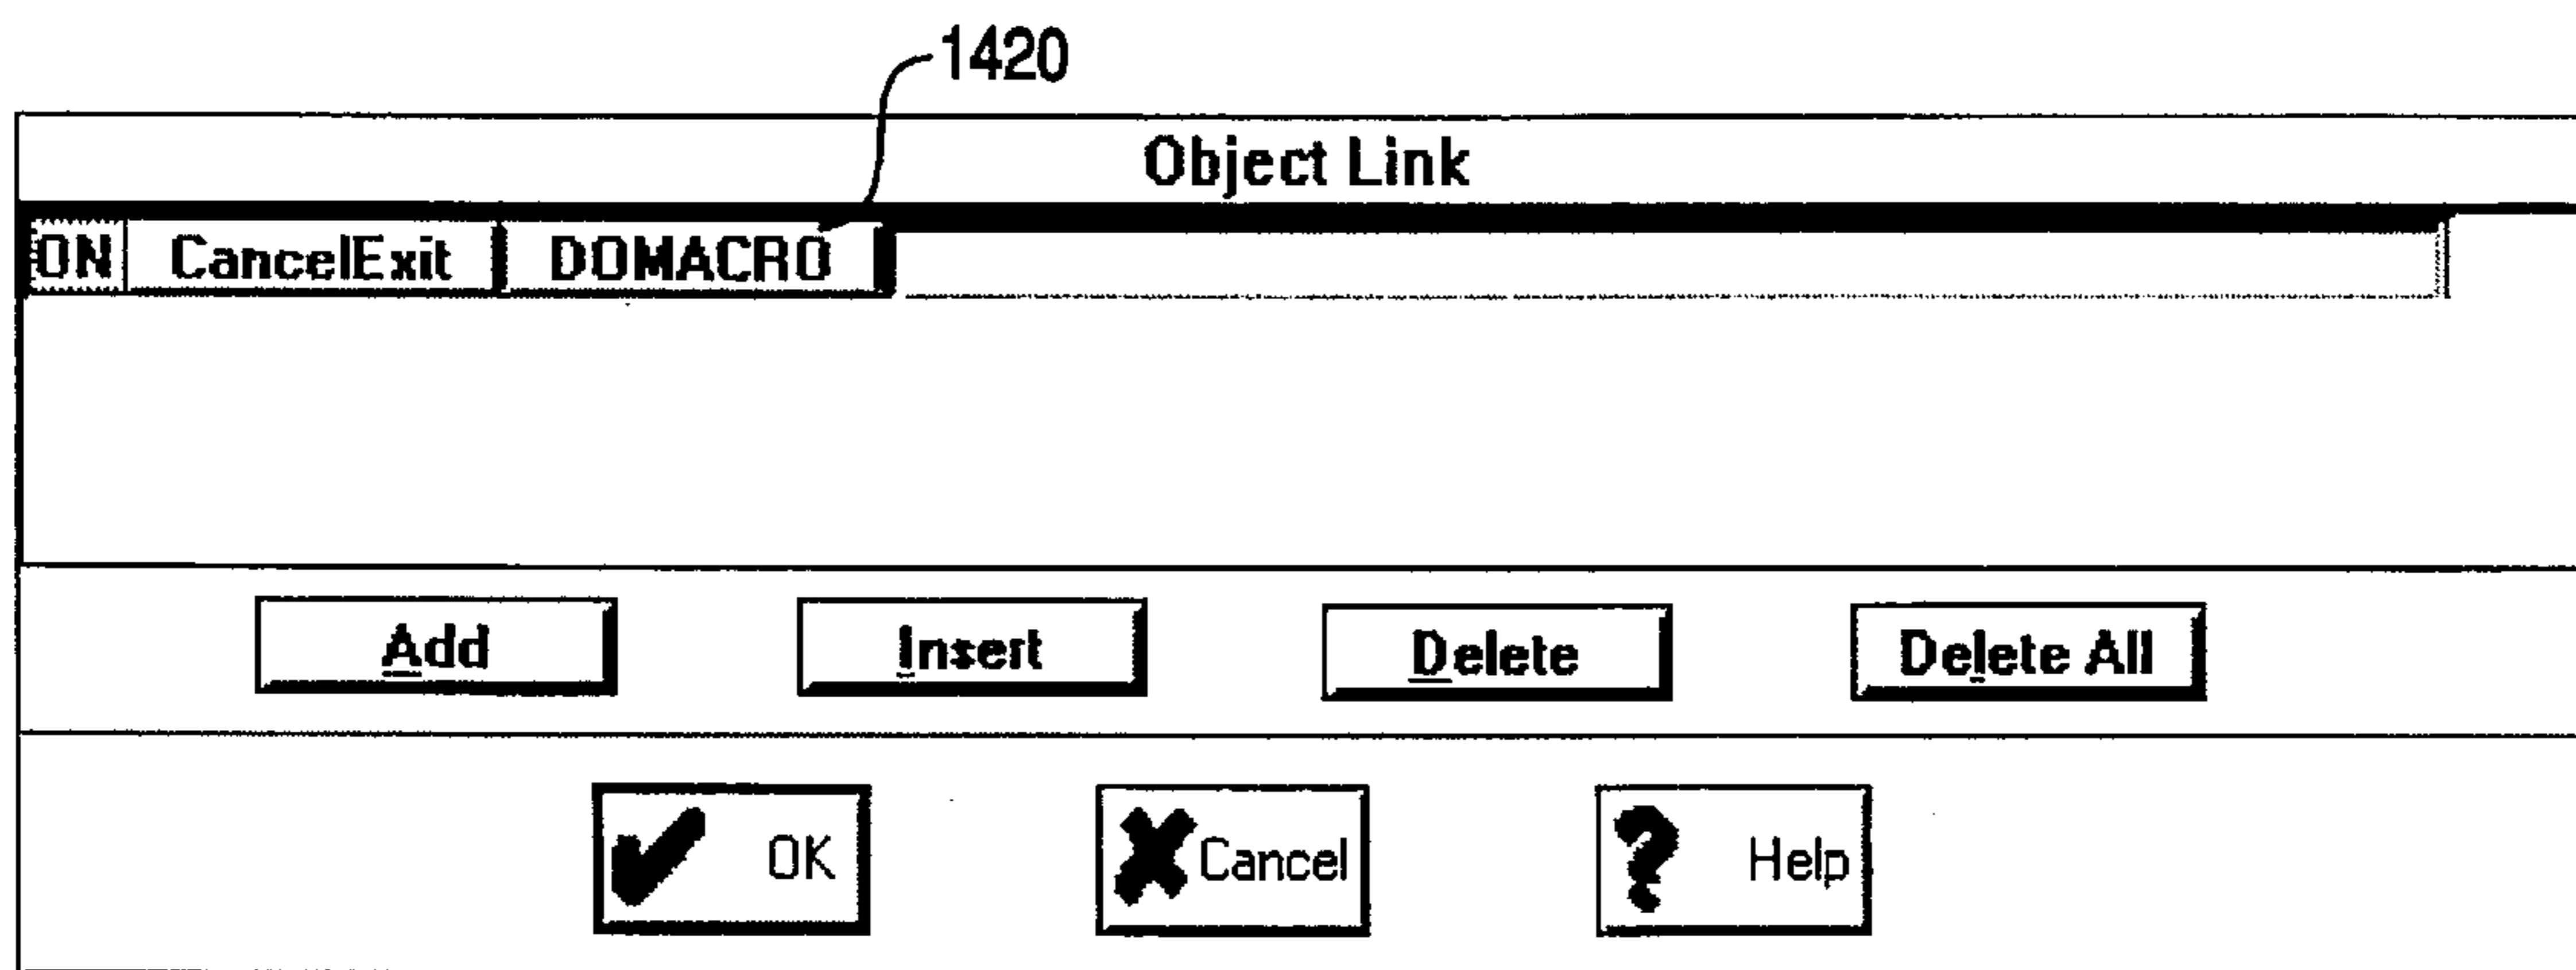 1420
Object Link
ON CancelExit DOMACRO
Add Insert Delete Delete All
OK Cancel Help